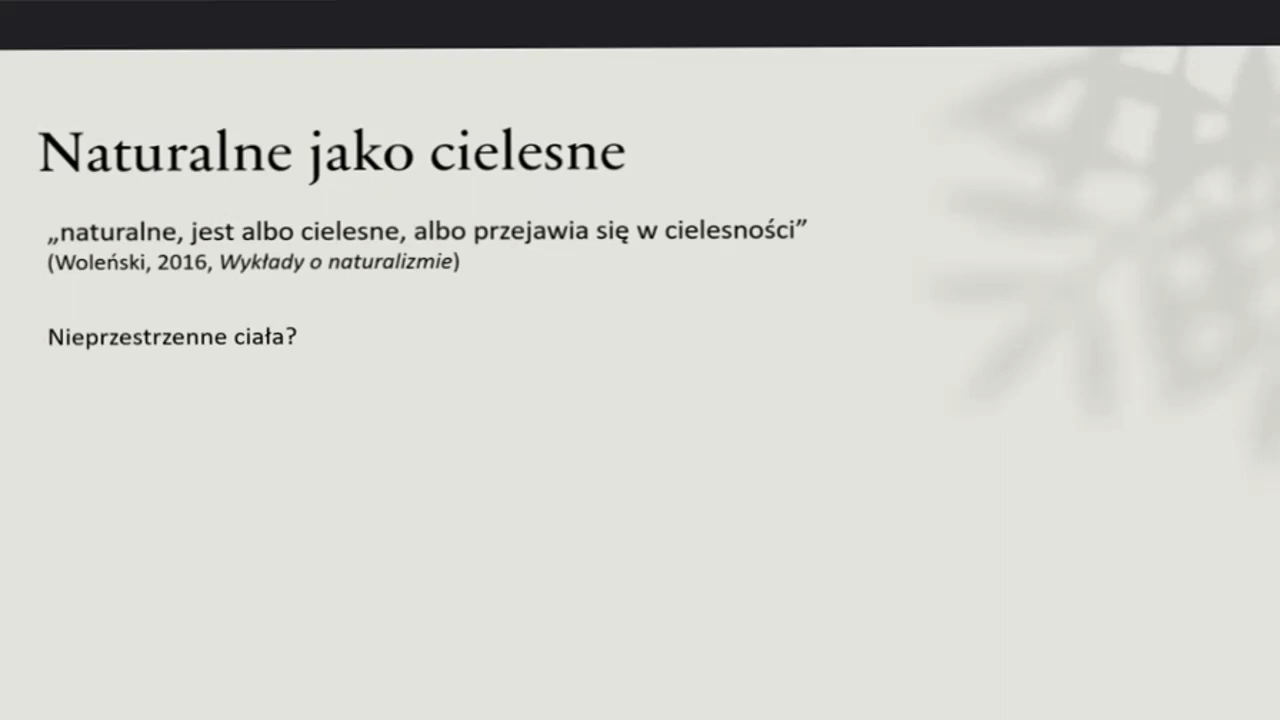 Naturalne jako cielesne
„naturalne, jest albo cielesne, albo przejawia się w cielesności”
(Woleński, 2016, Wykłady o naturalizmie)
Nieprzestrzenne ciała?